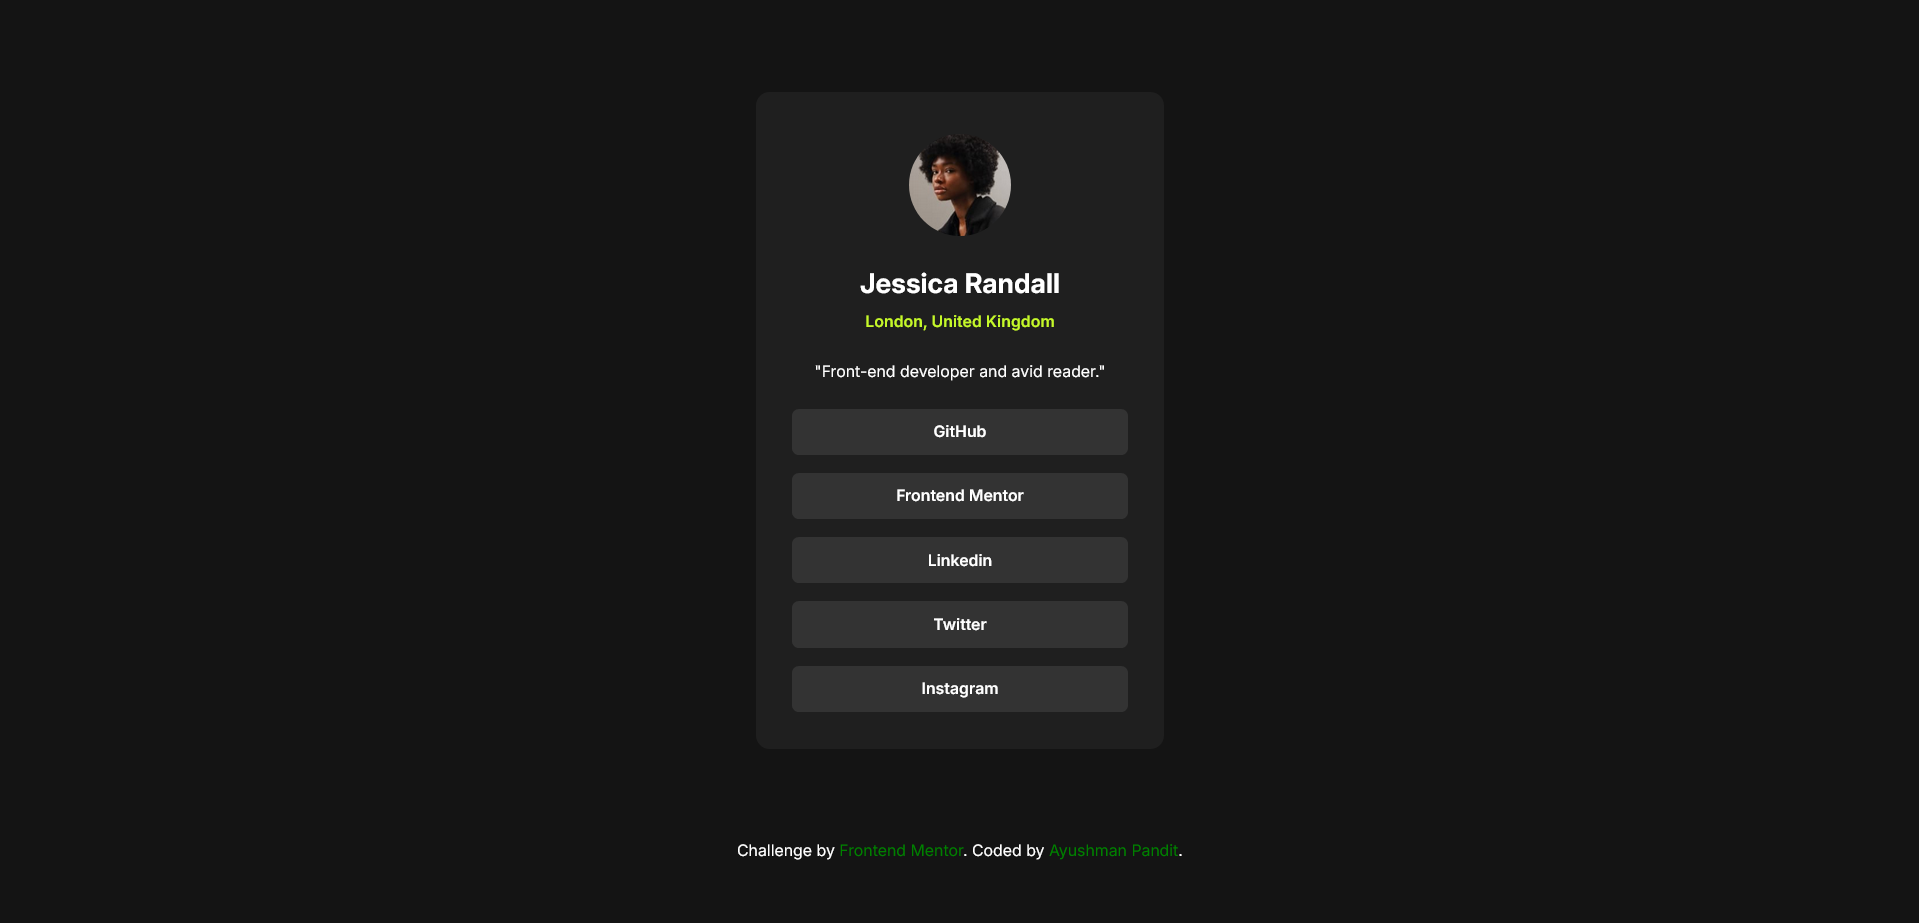 Jessica Randall
London, United Kingdom
"Front-end developer and avid reader."
GitHub
Frontend Mentor
Linkedin
Twitter
Instagram
Challenge by Frontend Mentor. Coded by Ayushman Pandit.